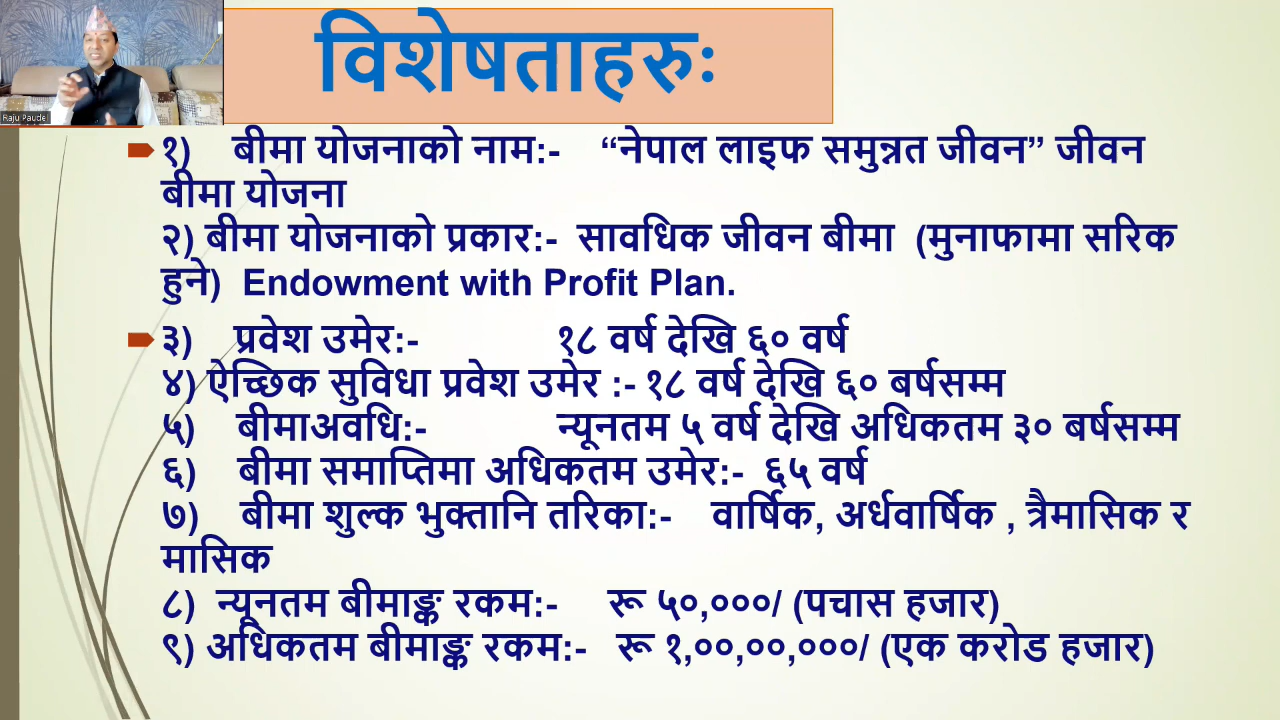 विशेषताहरुः
Raju Paudel
१) बीमा योजनाको नाम:- “नेपाल लाइफ समुन्नत जीवन” जीवन
बीमा योजना
२) बीमा योजनाको प्रकार:- सावधिक जीवन बीमा (मुनाफामा सरिक
हुने) Endowment with Profit Plan.
३) प्रवेश उमेर:- १८ वर्ष देखि ६० वर्ष
४) ऐच्छिक सुविधा प्रवेश उमेर :- १८ वर्ष देखि ६० बर्षसम्म
५) बीमाअवधि:- न्यूनतम ५ वर्ष देखि अधिकतम ३० बर्षसम्म
६) बीमा समाप्तिमा अधिकतम उमेर:- ६५ वर्ष
७) बीमा शुल्क भुक्तानि तरिका:- वार्षिक, अर्धवार्षिक , त्रैमासिक र
मासिक
८) न्यूनतम बीमाङ्क रकम:- रू ५०,०००/ (पचास हजार)
९) अधिकतम बीमाङ्क रकम:- रू १,००,००,०००/ (एक करोड हजार)